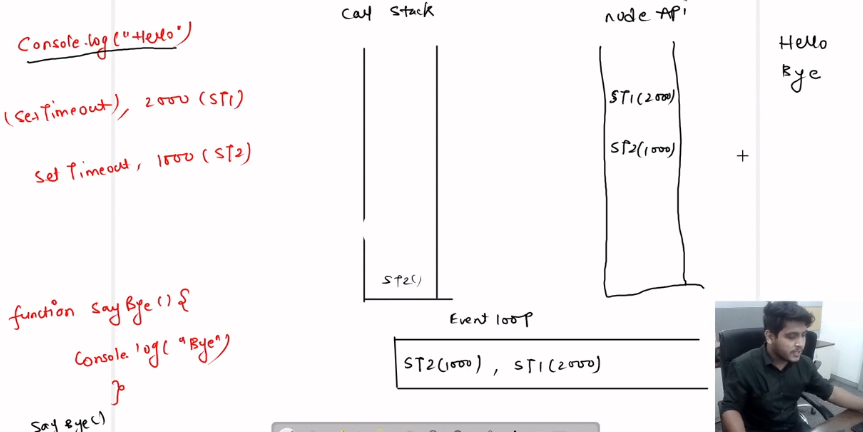 Console.log("Hello")
(SetTimeout), 2000 (ST1)
Set Timeout, 1000 (ST2)
function sayBye() {
Console.log("Bye")
}
Say Bye()
Call Stack
ST2()
node API
ST1(2000)
ST2(1000)
Event loop
ST2(1000), ST1(2000)
Hello
Bye